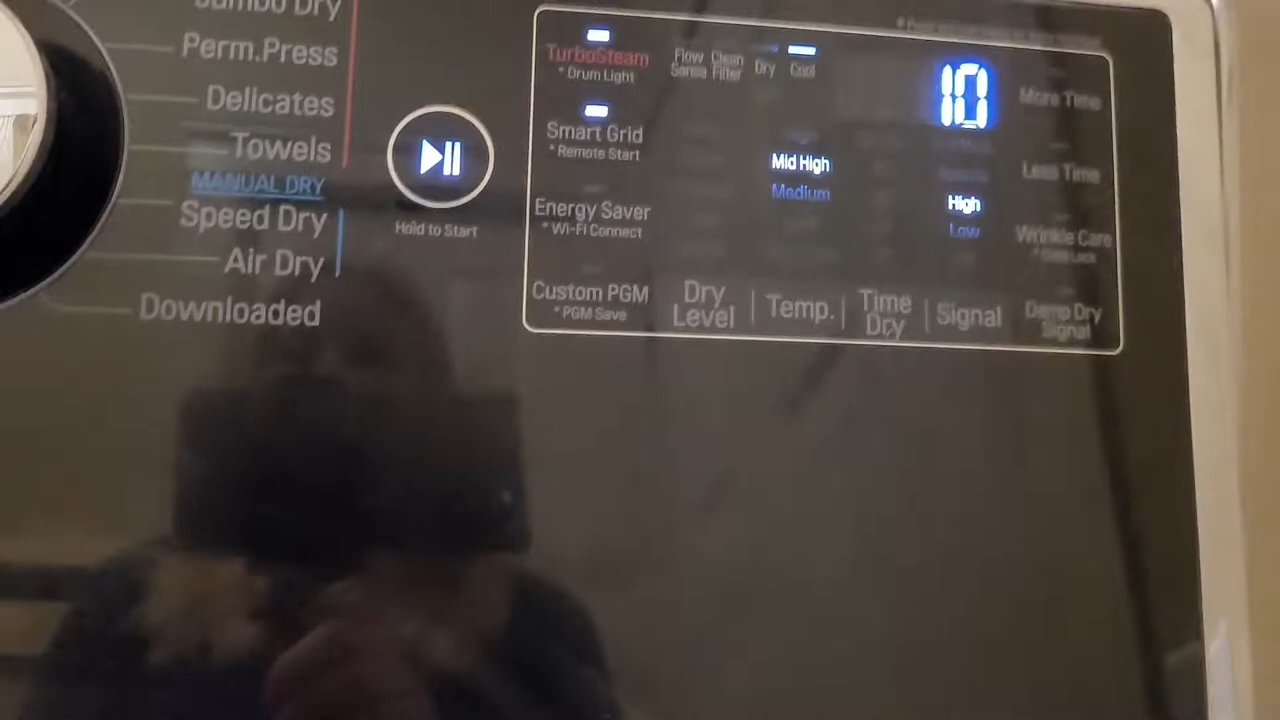 Jumbo Dry
Perm.Press
Delicates
Towels
MANUAL DRY
Speed Dry
Air Dry
Downloaded
Hold to Start
TurboSteam
* Drum Light
Smart Grid
* Remote Start
Energy Saver
* Wi-Fi Connect
Custom PGM
* PGM Save
Flow Sense
Clean Filter
Dry
Cool
10
Mid High
Medium
High
Low
Dry Level
Temp.
Time Dry
Signal
More Time
Less Time
Wrinkle Care
Damp Dry
Signal